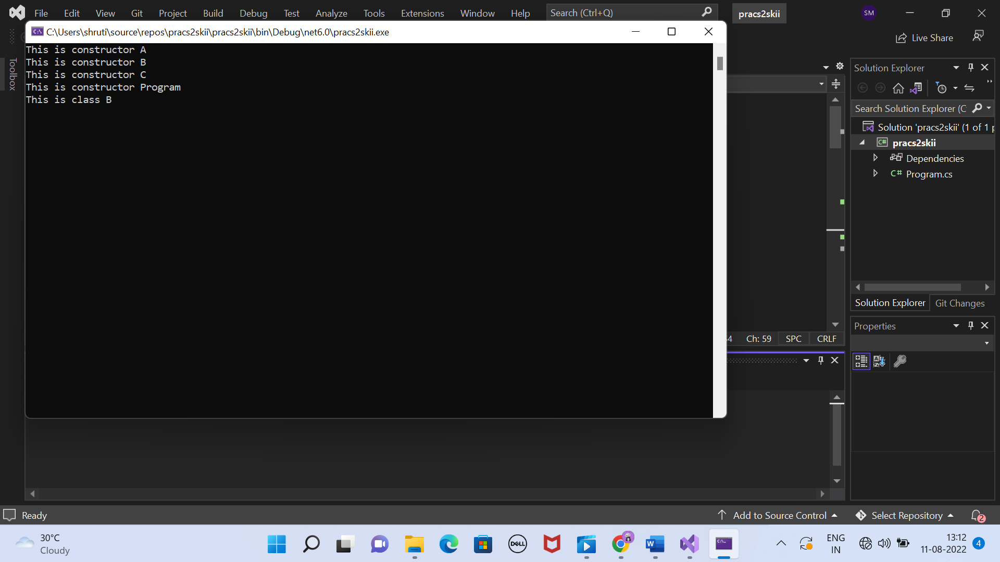 File Edit View Git Project Build Debug Test Analyze Tools Extensions Window Help Search (Ctrl+Q) pracs2skii SM
C:\Users\shruti\source\repos\pracs2skii\pracs2skii\bin\Debug\net6.0\pracs2skii.exe
Live Share
Toolbox
This is constructor A
This is constructor B
This is constructor C
This is constructor Program
This is class B
Solution Explorer
Search Solution Explorer (C
Solution 'pracs2skii' (1 of 1 p
C# pracs2skii
Dependencies
C# Program.cs
Solution Explorer Git Changes
Properties
Ch: 59 SPC CRLF
Ready Add to Source Control Select Repository 2
30°C
Cloudy
DELL
ENG
IN
13:12
11-08-2022
4